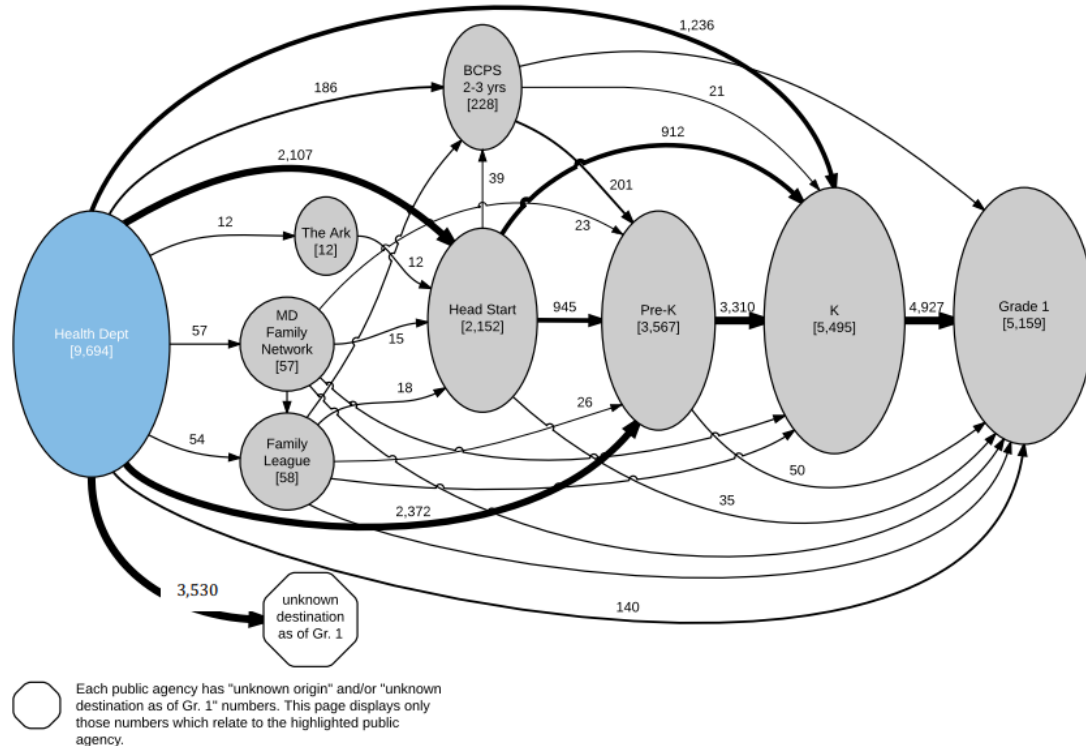 1,236
BCPS
2-3 yrs
[228]
186
21
912
2,107
39
201
12
The Ark
[12]
23
12
Health Dept
[9,694]
57
MD
Family
Network
[57]
15
Head Start
[2,152]
945
Pre-K
[3,567]
3,310
K
[5,495]
4,927
Grade 1
[5,159]
18
26
54
Family
League
[58]
50
35
2,372
3,530
unknown
destination
as of Gr. 1
140
Each public agency has "unknown origin" and/or "unknown
destination as of Gr. 1" numbers. This page displays only
those numbers which relate to the highlighted public
agency.